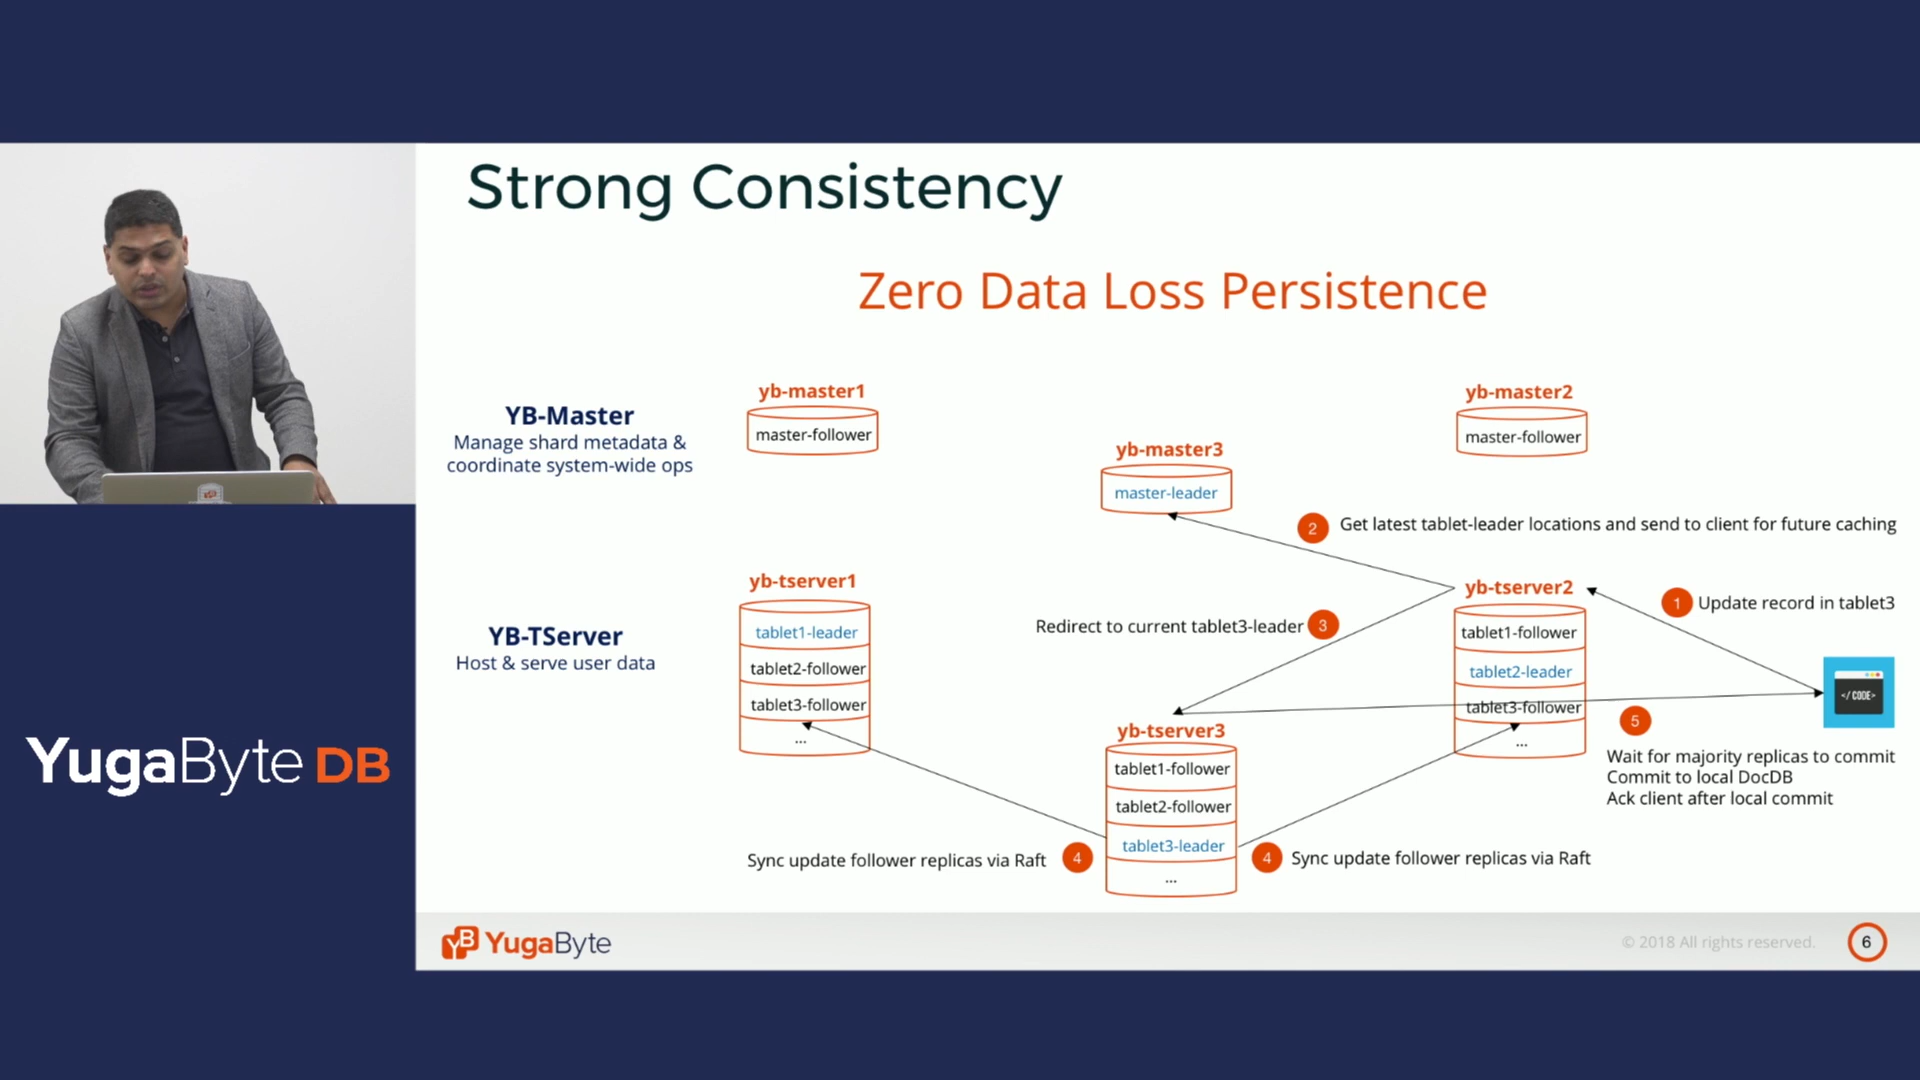 Strong Consistency
Zero Data Loss Persistence
YB-Master
Manage shard metadata &
coordinate system-wide ops
yb-master1
master-follower
yb-master3
master-leader
yb-master2
master-follower
2
Get latest tablet-leader locations and send to client for future caching
YB-TServer
Host & serve user data
yb-tserver1
tablet1-leader
tablet2-follower
tablet3-follower
...
Redirect to current tablet3-leader
3
yb-tserver2
tablet1-follower
tablet2-leader
tablet3-follower
...
1
Update record in tablet3
</ CODE>
5
Wait for majority replicas to commit
Commit to local DocDB
Ack client after local commit
yb-tserver3
tablet1-follower
tablet2-follower
tablet3-leader
...
Sync update follower replicas via Raft
4
4
Sync update follower replicas via Raft
YugaByte DB
YB YugaByte
© 2018 All rights reserved.
6